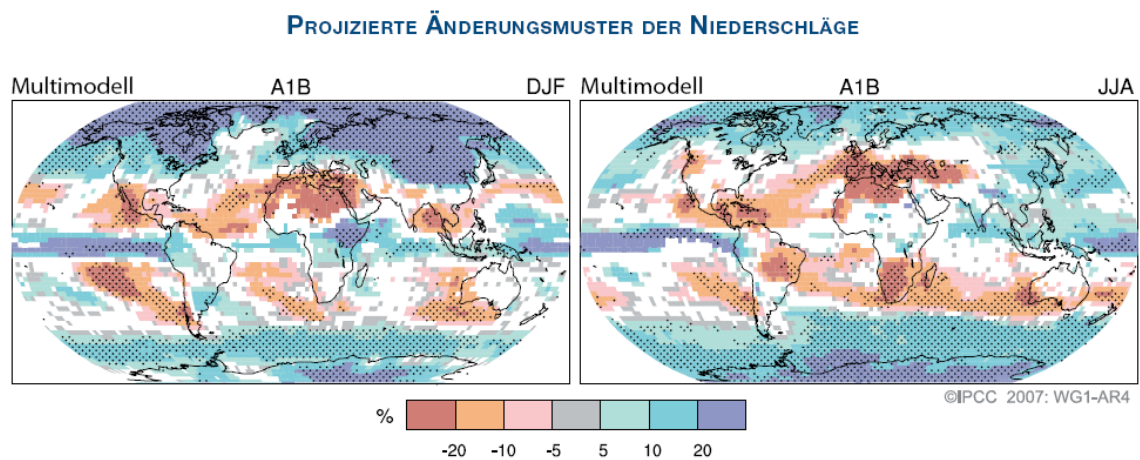 Projizierte Änderungsmuster der Niederschläge
Multimodell A1B DJF
Multimodell A1B JJA
©IPCC 2007: WG1-AR4
% -20 -10 -5 5 10 20